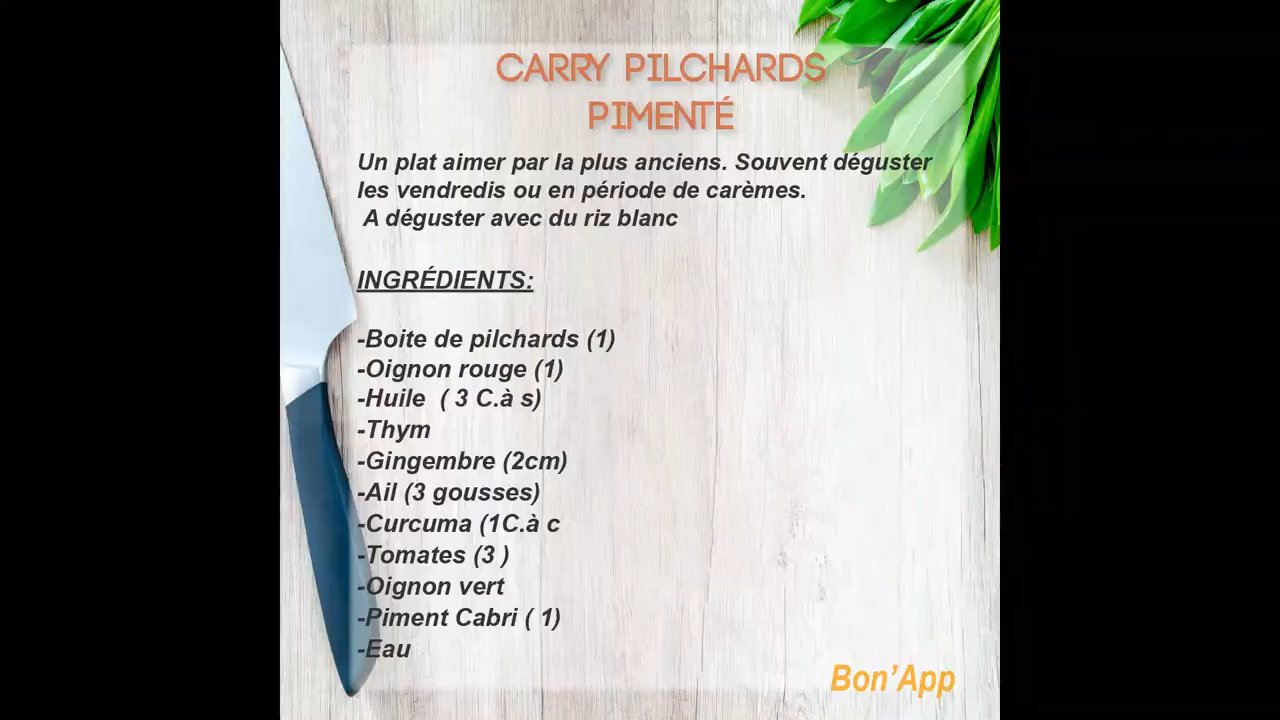 CARRY PILCHARDS
PIMENTÉ
Un plat aimer par la plus anciens. Souvent déguster
les vendredis ou en période de carèmes.
A déguster avec du riz blanc
INGRÉDIENTS:
-Boite de pilchards (1)
-Oignon rouge (1)
-Huile  ( 3 C.à s)
-Thym
-Gingembre (2cm)
-Ail (3 gousses)
-Curcuma (1C.à c
-Tomates (3 )
-Oignon vert
-Piment Cabri ( 1)
-Eau
Bon'App